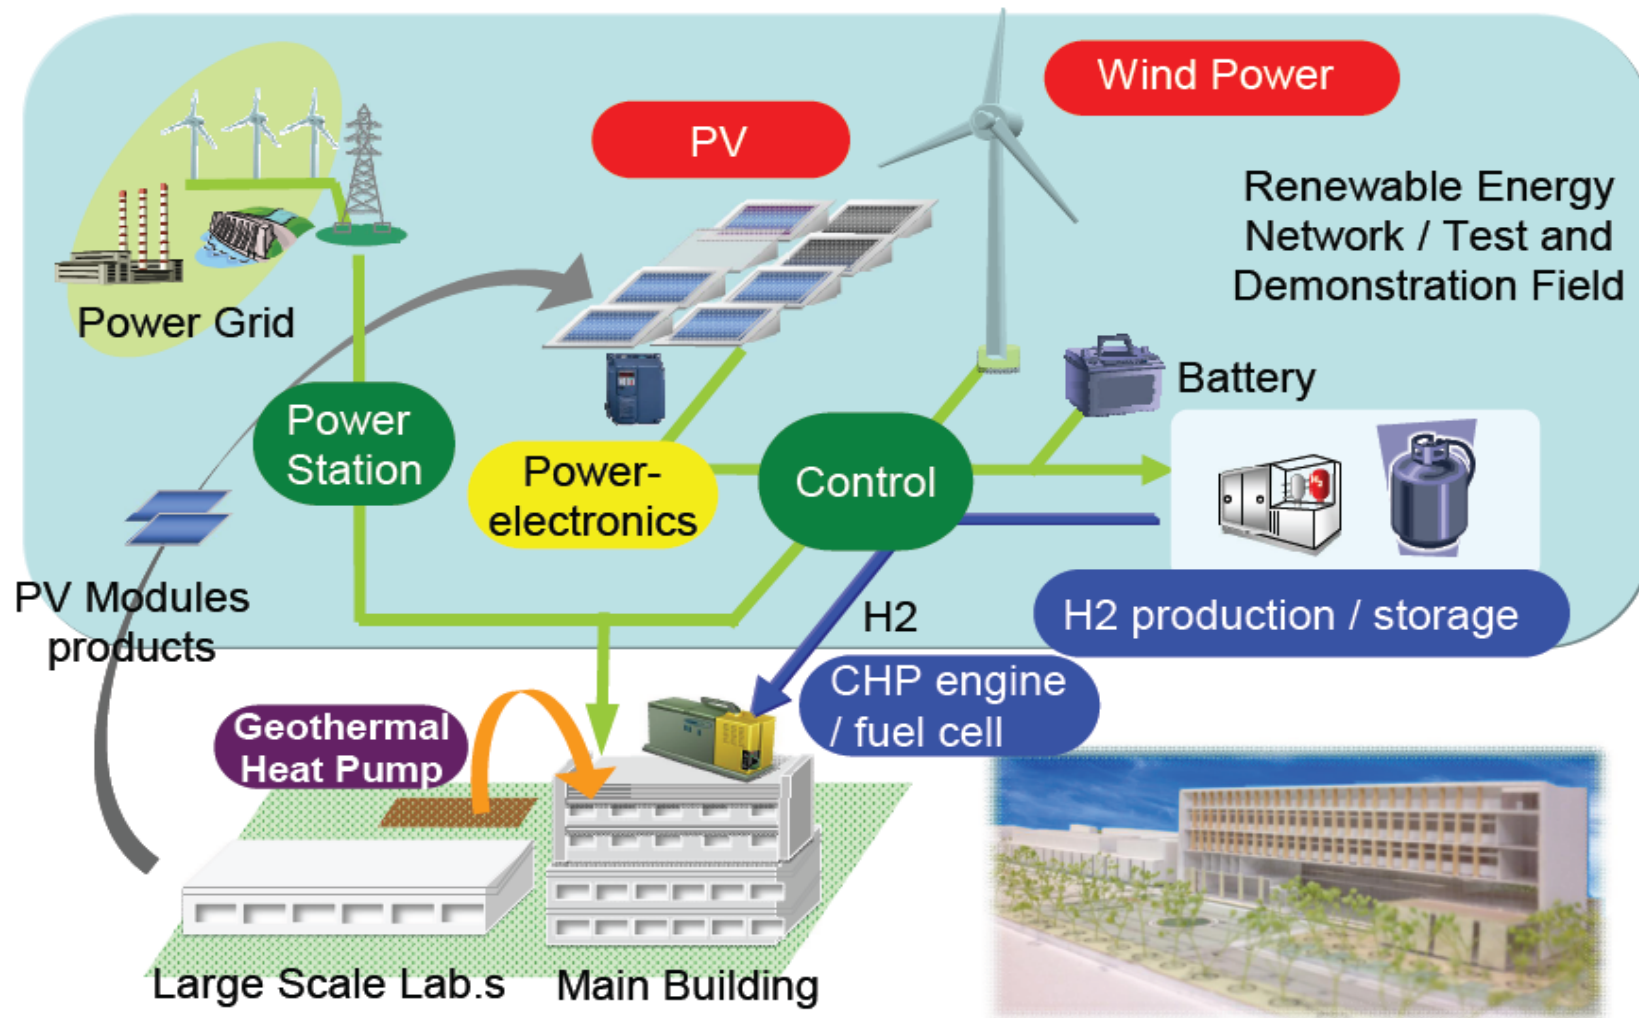 Wind Power
PV
Renewable Energy
Network / Test and
Demonstration Field
Power Grid
Battery
Power
Station
Power-
electronics
Control
H2
PV Modules
products
H2
H2 production / storage
CHP engine
/ fuel cell
Geothermal
Heat Pump
Large Scale Lab.s
Main Building